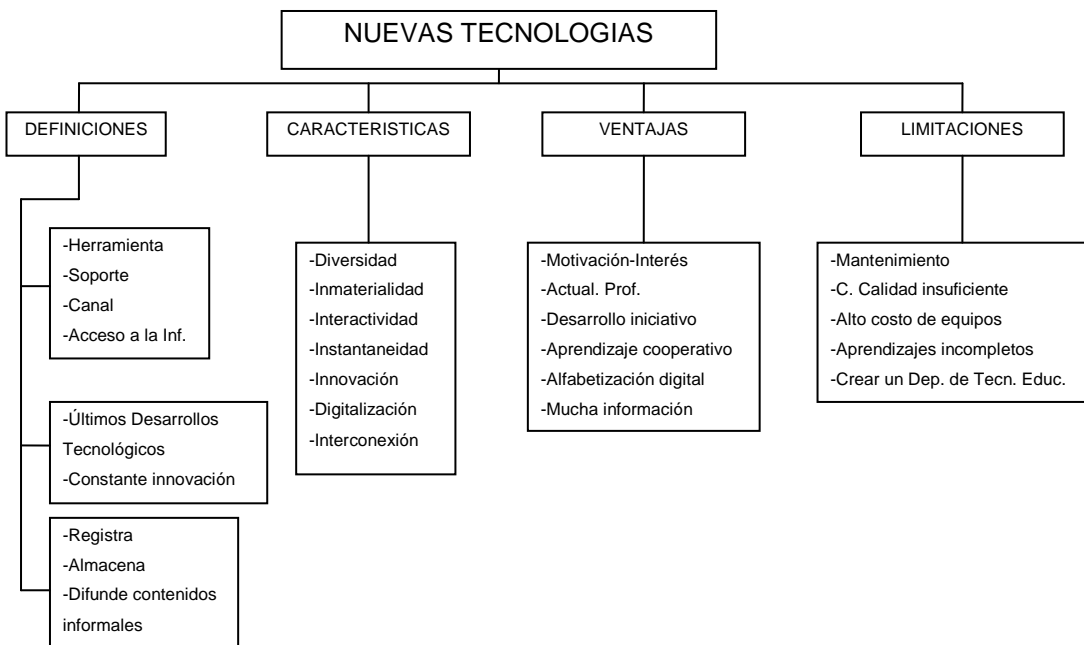 NUEVAS TECNOLOGIAS
DEFINICIONES
-Herramienta
-Soporte
-Canal
-Acceso a la Inf.
-Últimos Desarrollos
Tecnológicos
-Constante innovación
-Registra
-Almacena
-Difunde contenidos
informales
CARACTERISTICAS
-Diversidad
-Inmaterialidad
-Interactividad
-Instantaneidad
-Innovación
-Digitalización
-Interconexión
VENTAJAS
-Motivación-Interés
-Actual. Prof.
-Desarrollo iniciativo
-Aprendizaje cooperativo
-Alfabetización digital
-Mucha información
LIMITACIONES
-Mantenimiento
-C. Calidad insuficiente
-Alto costo de equipos
-Aprendizajes incompletos
-Crear un Dep. de Tecn. Educ.